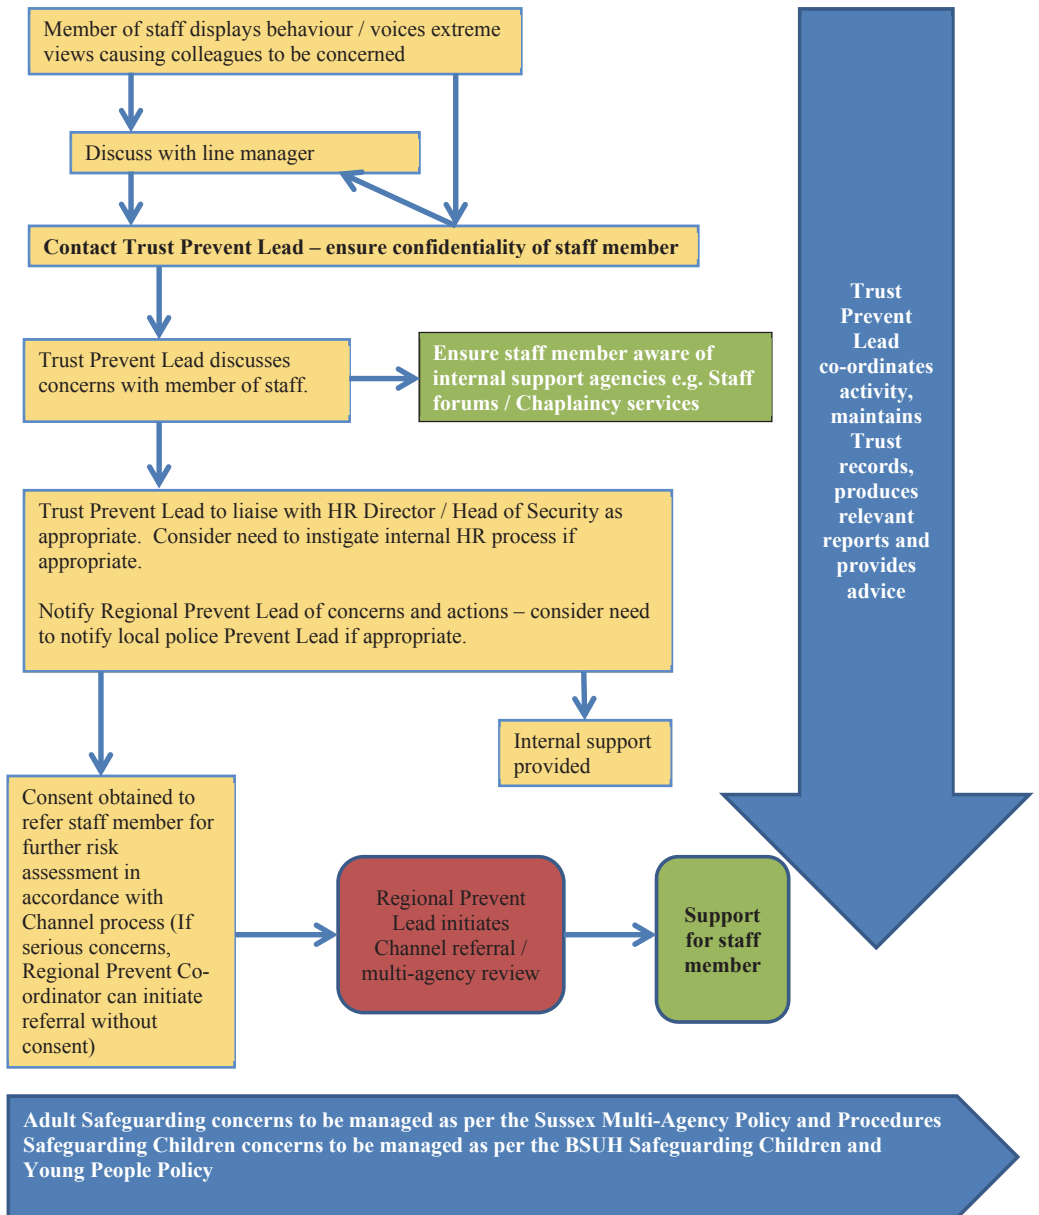 Member of staff displays behaviour / voices extreme
views causing colleagues to be concerned
Discuss with line manager
Contact Trust Prevent Lead – ensure confidentiality of staff member
Trust Prevent Lead discusses
concerns with member of staff.
Ensure staff member aware of
internal support agencies e.g. Staff
forums / Chaplaincy services
Trust Prevent Lead to liaise with HR Director / Head of Security as
appropriate.  Consider need to instigate internal HR process if
appropriate.
Notify Regional Prevent Lead of concerns and actions – consider need
to notify local police Prevent Lead if appropriate.
Internal support
provided
Consent obtained to
refer staff member for
further risk
assessment in
accordance with
Channel process (If
serious concerns,
Regional Prevent Co-
ordinator can initiate
referral without
consent)
Regional Prevent
Lead initiates
Channel referral /
multi-agency review
Support
for staff
member
Trust
Prevent
Lead
co-ordinates
activity,
maintains
Trust
records,
produces
relevant
reports and
provides
advice
Adult Safeguarding concerns to be managed as per the Sussex Multi-Agency Policy and Procedures
Safeguarding Children concerns to be managed as per the BSUH Safeguarding Children and
Young People Policy